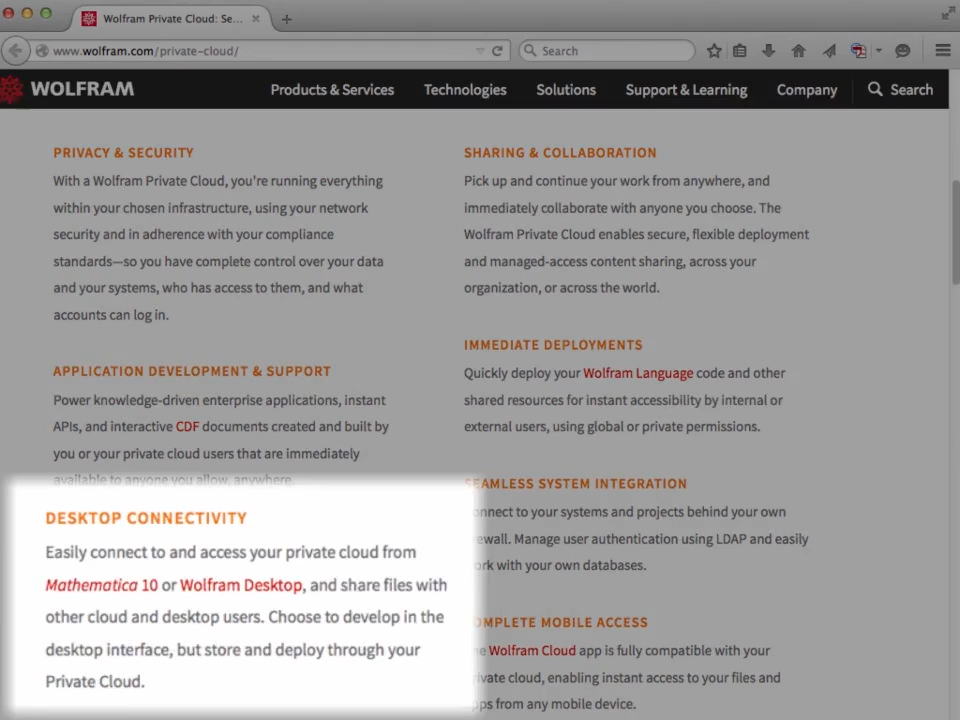 Wolfram Private Cloud: Se...
www.wolfram.com/private-cloud/
Search
WOLFRAM
Products & Services
Technologies
Solutions
Support & Learning
Company
Search
PRIVACY & SECURITY
With a Wolfram Private Cloud, you're running everything
within your chosen infrastructure, using your network
security and in adherence with your compliance
standards—so you have complete control over your data
and your systems, who has access to them, and what
accounts can log in.
APPLICATION DEVELOPMENT & SUPPORT
Power knowledge-driven enterprise applications, instant
APIs, and interactive CDF documents created and built by
you or your private cloud users that are immediately
available to anyone you allow, anywhere.
DESKTOP CONNECTIVITY
Easily connect to and access your private cloud from
Mathematica 10 or Wolfram Desktop, and share files with
other cloud and desktop users. Choose to develop in the
desktop interface, but store and deploy through your
Private Cloud.
SHARING & COLLABORATION
Pick up and continue your work from anywhere, and
immediately collaborate with anyone you choose. The
Wolfram Private Cloud enables secure, flexible deployment
and managed-access content sharing, across your
organization, or across the world.
IMMEDIATE DEPLOYMENTS
Quickly deploy your Wolfram Language code and other
shared resources for instant accessibility by internal or
external users, using global or private permissions.
SEAMLESS SYSTEM INTEGRATION
to your systems and projects behind your own
Manage user authentication using LDAP and easily
with your own databases.
MOBILE ACCESS
Wolfram Cloud app is fully compatible with your
cloud, enabling instant access to your files and
from any mobile device.